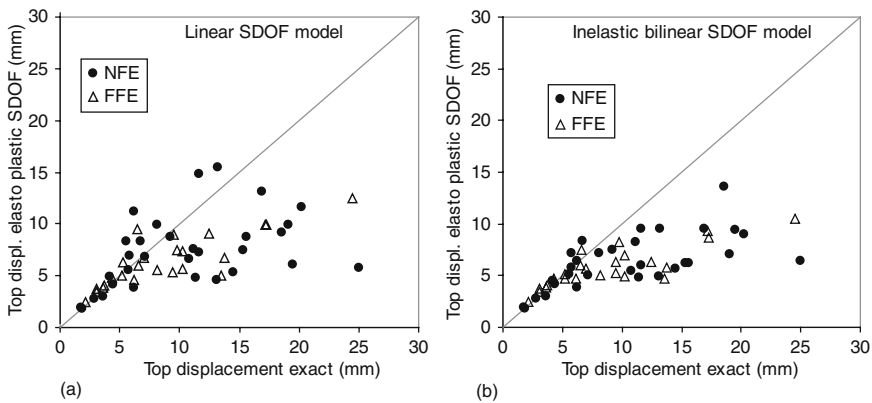 Linear SDOF model
NFE
FFE
Top displ. elasto plastic SDOF (mm)
30
25
20
15
10
5
0
0 5 10 15 20 25 30
Top displacement exact (mm)
(a)
Inelastic bilinear SDOF model
NFE
FFE
Top displ. elasto plastic SDOF (mm)
30
25
20
15
10
5
0
0 5 10 15 20 25 30
Top displacement exact (mm)
(b)